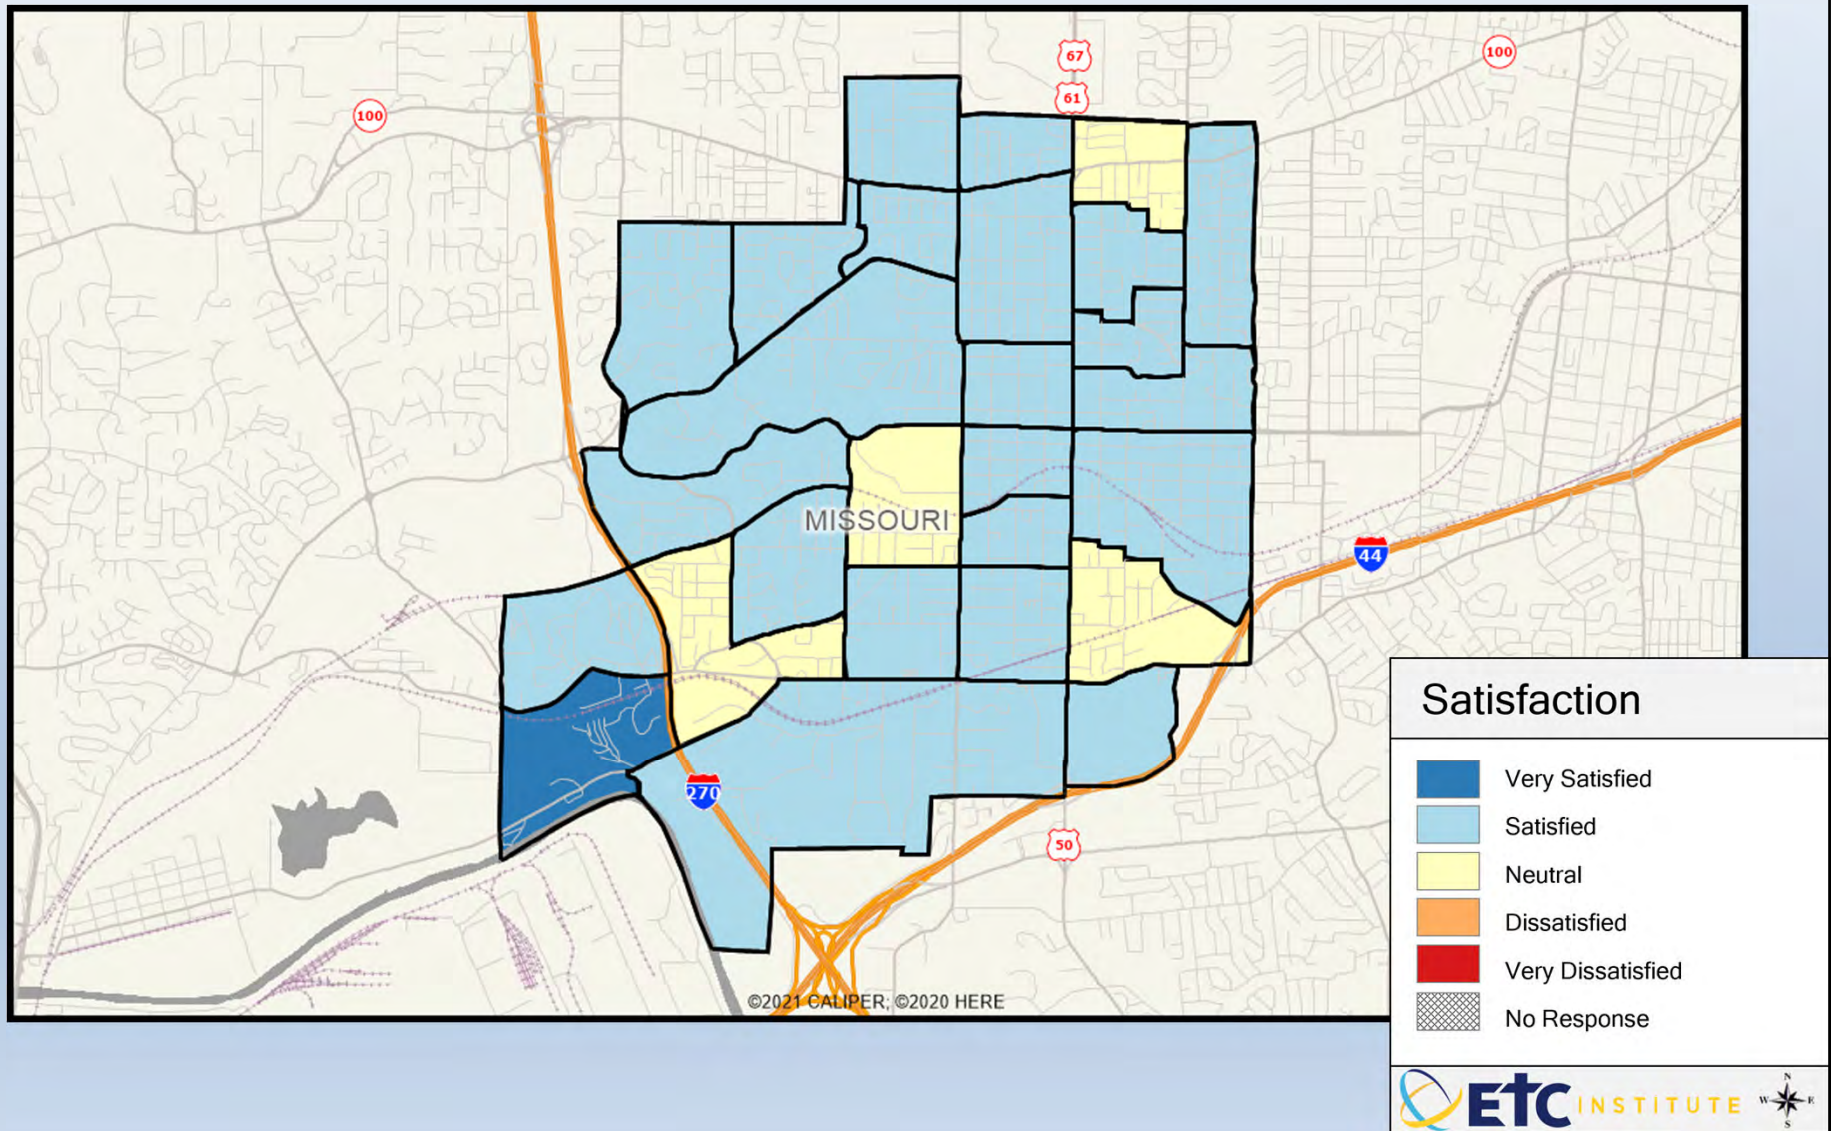 67
100
61
100
MISSOURI
44
270
50
©2021 CALIPER; ©2020 HERE
Satisfaction
Very Satisfied
Satisfied
Neutral
Dissatisfied
Very Dissatisfied
No Response
ETC INSTITUTE
N
W E
S